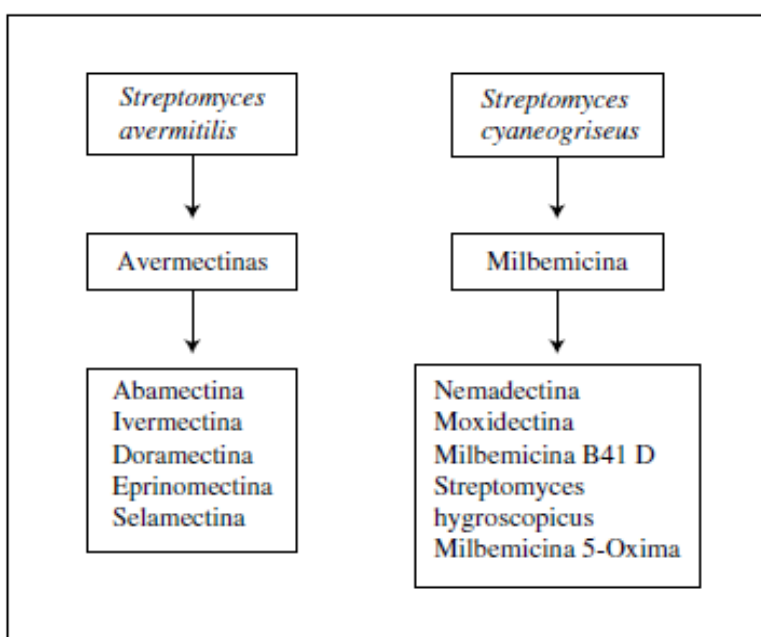 Streptomyces
avermitilis
Avermectinas
Abamectina
Ivermectina
Doramectina
Eprinomectina
Selamectina
Streptomyces
cyaneogriseus
Milbemicina
Nemadectina
Moxidectina
Milbemicina B41 D
Streptomyces
hygroscopicus
Milbemicina 5-Oxima